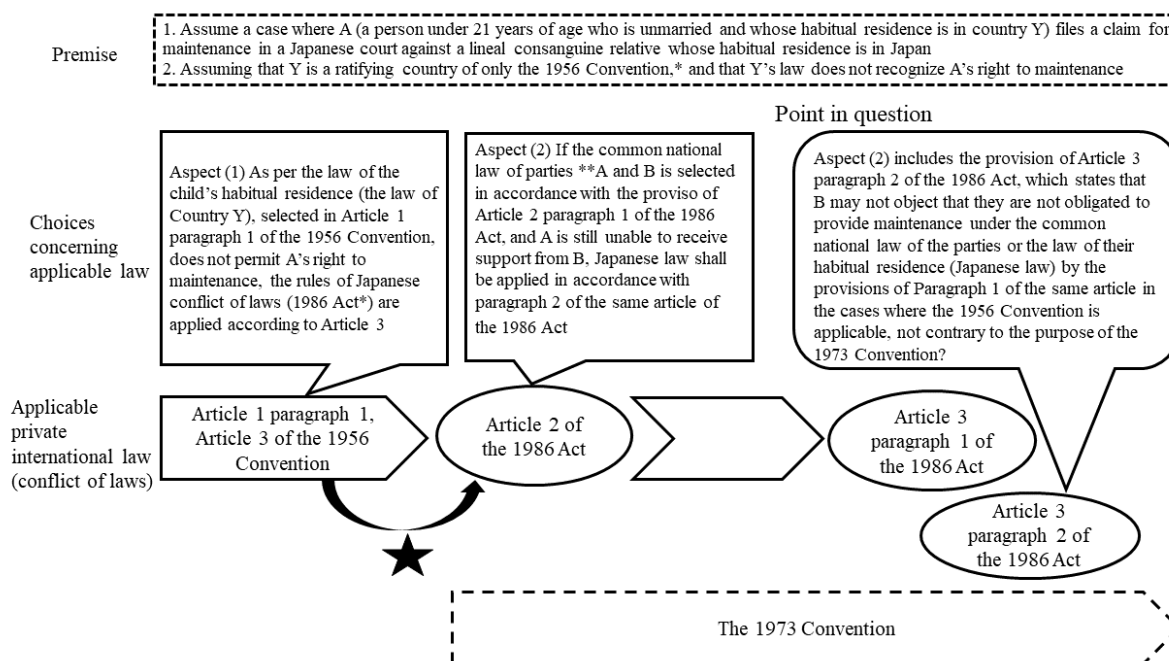 Premise
1. Assume a case where A (a person under 21 years of age who is unmarried and whose habitual residence is in country Y) files a claim for
maintenance in a Japanese court against a lineal consanguine relative whose habitual residence is in Japan
2. Assuming that Y is a ratifying country of only the 1956 Convention,* and that Y's law does not recognize A's right to maintenance
Point in question
Choices
concerning
applicable law
Aspect (1) As per the law of the
child's habitual residence (the law of
Country Y), selected in Article 1
paragraph 1 of the 1956 Convention,
does not permit A's right to
maintenance, the rules of Japanese
conflict of laws (1986 Act*) are
applied according to Article 3
Aspect (2) If the common national
law of parties **A and B is selected
in accordance with the proviso of
Article 2 paragraph 1 of the 1986
Act, and A is still unable to receive
support from B, Japanese law shall
be applied in accordance with
paragraph 2 of the same article of
the 1986 Act
Aspect (2) includes the provision of Article 3
paragraph 2 of the 1986 Act, which states that
B may not object that they are not obligated to
provide maintenance under the common
national law of the parties or the law of their
habitual residence (Japanese law) by the
provisions of Paragraph 1 of the same article in
the cases where the 1956 Convention is
applicable, not contrary to the purpose of the
1973 Convention?
Applicable
private
international law
(conflict of laws)
Article 1 paragraph 1,
Article 3 of the 1956
Convention
Article 2 of
the 1986 Act
Article 3
paragraph 1 of
the 1986 Act
Article 3
paragraph 2 of
the 1986 Act
The 1973 Convention